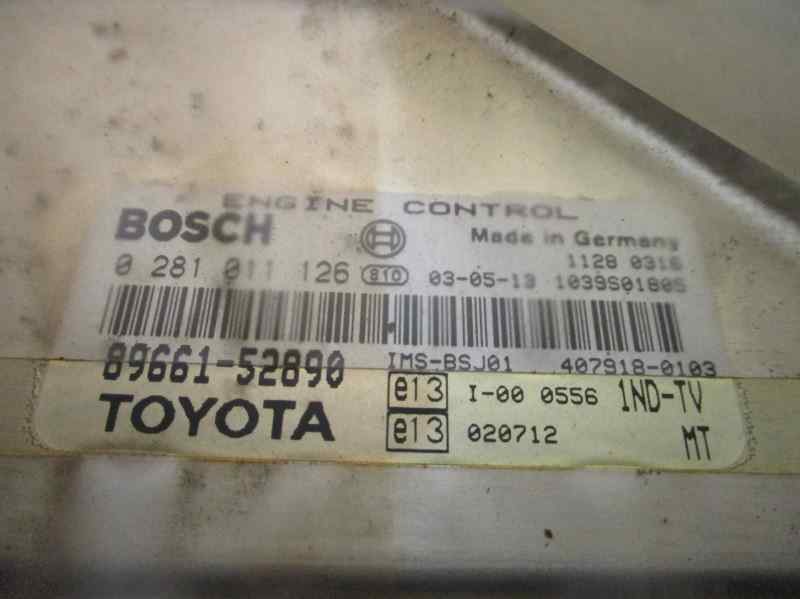 ENGINE CONTROL
BOSCH Made in Germany
1128 0316
0 281 011 126 810 03-05-13 1039S01805
89661-52890 IMS-BSJ01 407918-0103
TOYOTA e13 I-00 0556 1ND-TV
e13 020712 MT